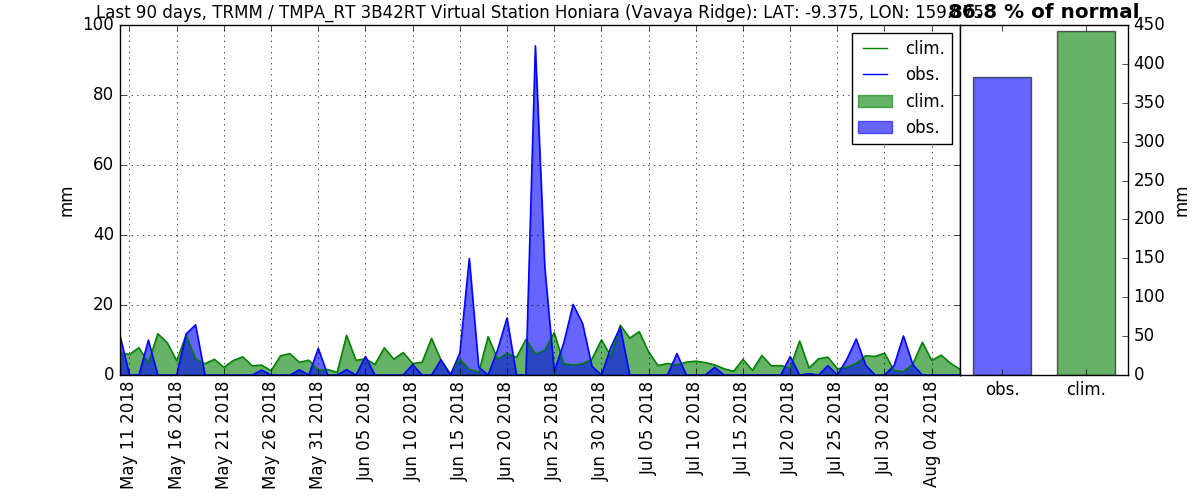 Last 90 days, TRMM / TMPA_RT 3B42RT Virtual Station Honiara (Vavaya Ridge): LAT: -9.375, LON:
86.8 % of normal
100
80
60
40
20
0
mm
clim.
obs.
clim.
obs.
450
400
350
300
250
200
150
100
50
0
mm
May 11 2018
May 16 2018
May 21 2018
May 26 2018
May 31 2018
Jun 05 2018
Jun 10 2018
Jun 15 2018
Jun 20 2018
Jun 25 2018
Jun 30 2018
Jul 05 2018
Jul 10 2018
Jul 15 2018
Jul 20 2018
Jul 25 2018
Jul 30 2018
Aug 04 2018
obs.
clim.